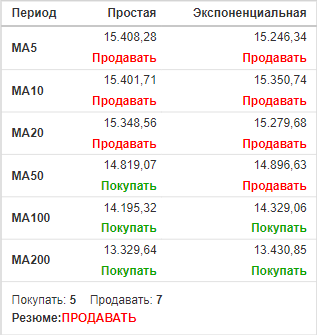 Период Простая Экспоненциальная
15.408,28 15.246,34
MA5
Продавать Продавать
15.401,71 15.350,74
MA10
Продавать Продавать
15.348,56 15.279,68
MA20
Продавать Продавать
14.819,07 14.896,63
MA50
Покупать Продавать
14.195,32 14.329,06
MA100
Покупать Покупать
13.329,64 13.430,85
MA200
Покупать Покупать
Покупать: 5 Продавать: 7
Резюме:ПРОДАВАТЬ